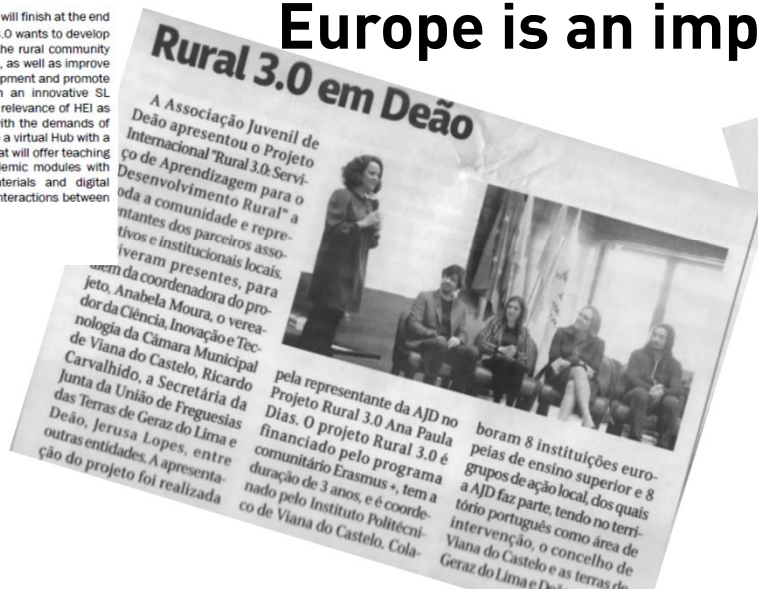 will finish at the end
.0 wants to develop
he rural community
, as well as improve
pment and promote
n an innovative SL
relevance of HEI as
ith the demands of
a virtual Hub with a
at will offer teaching
lemic modules with
terials and digital
nteractions between
Europe is an imp
Rural 3.0 em Deão
A Associação Juvenil de
Deão apresentou o Projeto
Internacional "Rural 3.0: Servi-
ço de Aprendizagem para o
Desenvolvimento Rural" a
oda a comunidade e repre-
ntantes dos parceiros asso-
tivos e institucionais locais.
iveram presentes, para
além da coordenadora do pro-
jeto, Anabela Moura, o verea-
dor da Ciência, Inovação e Tec-
nologia da Câmara Municipal
de Viana do Castelo, Ricardo
Carvalhido, a Secretária da
Junta da União de Freguesias
das Terras de Geraz do Lima e
Deão, Jerusa Lopes, entre
outras entidades. A apresenta-
ção do projeto foi realizada
pela representante da AJD no
Projeto Rural 3.0 Ana Paula
Dias. O projeto Rural 3.0 é
financiado pelo programa
comunitário Erasmus +, tem a
duração de 3 anos, e é coorde-
nado pelo Instituto Politécni-
co de Viana do Castelo. Cola-
boram 8 instituições euro-
peias de ensino superior e 8
grupos de ação local, dos quais
a AJD faz parte, tendo no terri-
tório português como área de
intervenção, o concelho de
Viana do Castelo e as terras de
Geraz do Lima e Deão